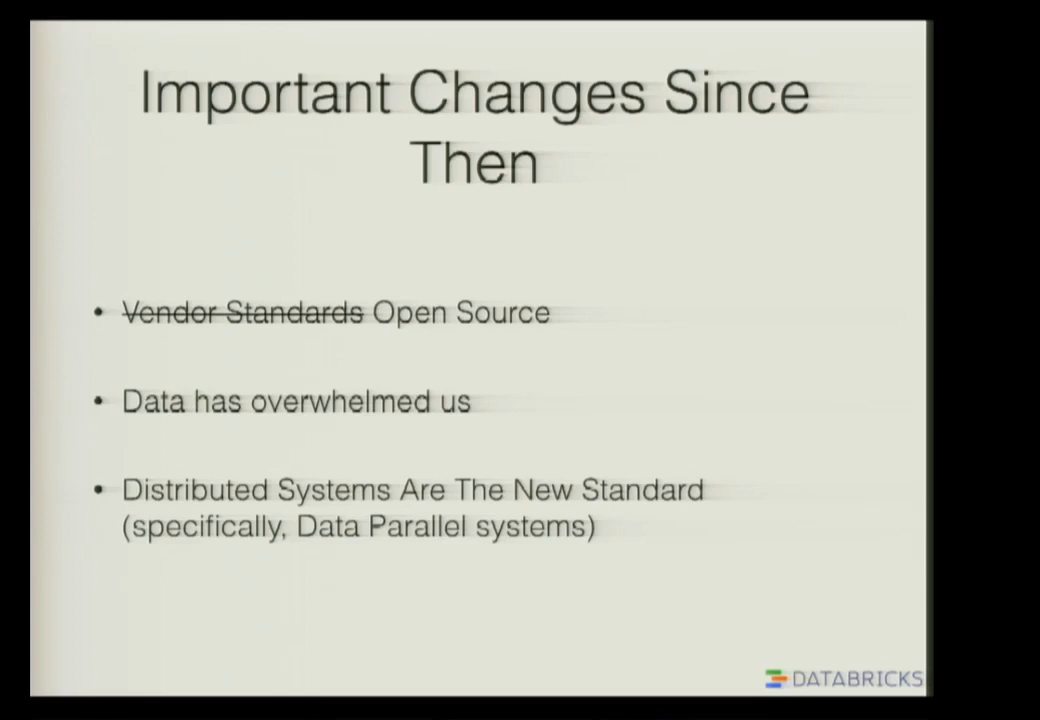 Important Changes Since
Then
• Vendor Standards Open Source
• Data has overwhelmed us
• Distributed Systems Are The New Standard
(specifically, Data Parallel systems)
DATABRICKS